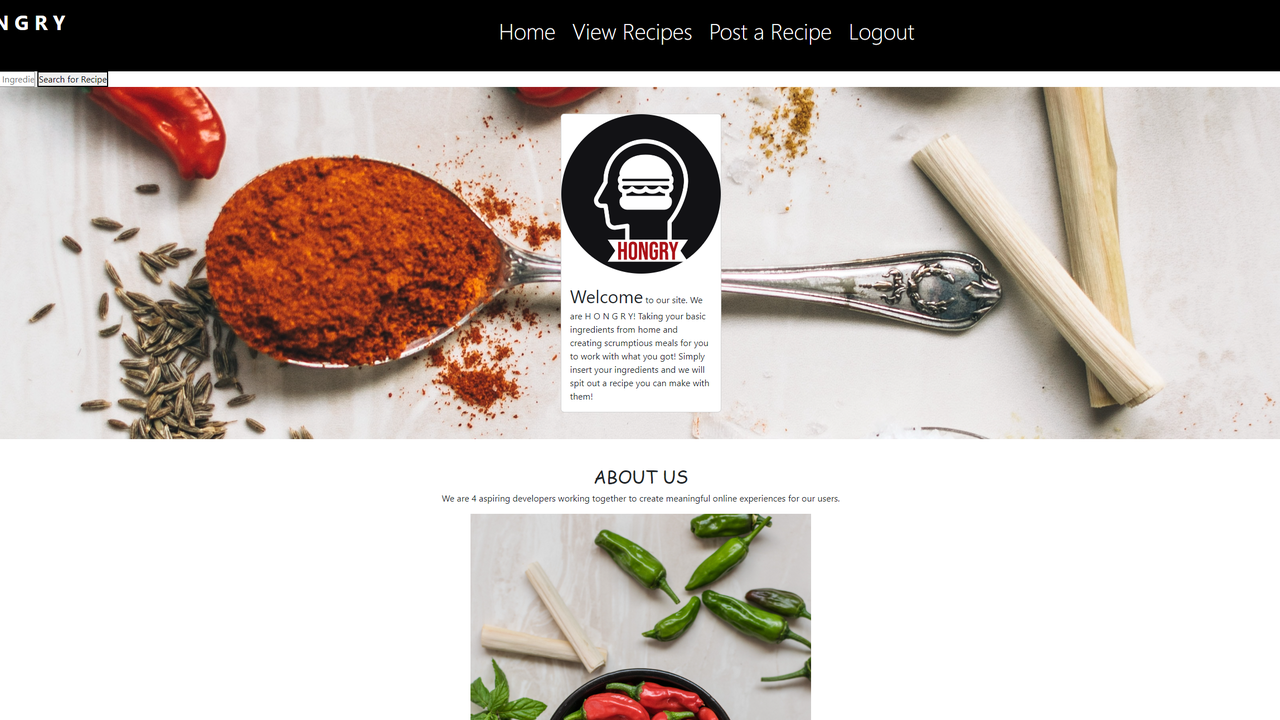 NGRY
Home View Recipes Post a Recipe Logout
Ingredie Search for Recipe
HONGRY
Welcome to our site. We
are H O N G R Y! Taking your basic
ingredients from home and
creating scrumptious meals for you
to work with what you got! Simply
insert your ingredients and we will
spit out a recipe you can make with
them!
ABOUT US
We are 4 aspiring developers working together to create meaningful online experiences for our users.